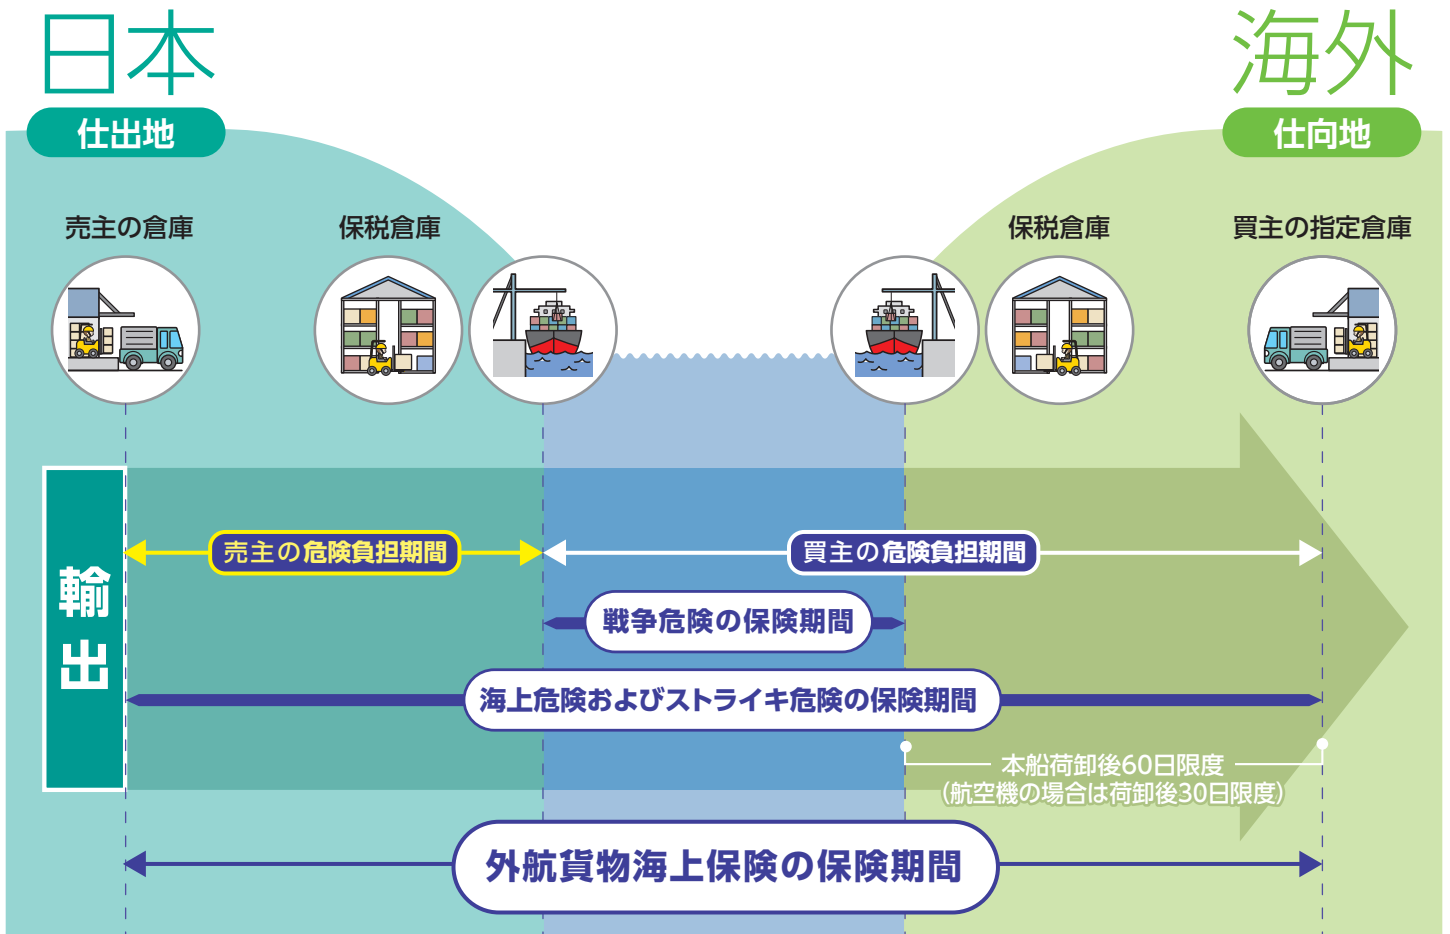 日本
海外
仕出地
仕向地
売主の倉庫
保税倉庫
保税倉庫
買主の指定倉庫
輸出
売主の危険負担期間
買主の危険負担期間
戦争危険の保険期間
海上危険およびストライキ危険の保険期間
本船荷卸後60日限度
(航空機の場合は荷卸後30日限度)
外航貨物海上保険の保険期間